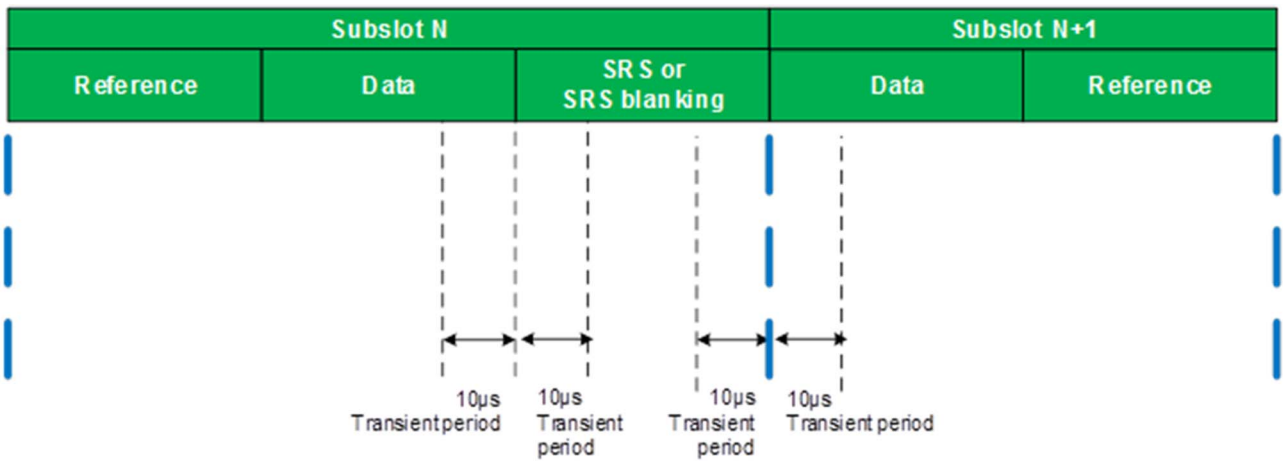 Subslot N
Subslot N+1
Reference
Data
SRS or
SRS blanking
Data
Reference
10µs
Transient period
10µs
Transient
period
10µs
Transient
period
10µs
Transient period